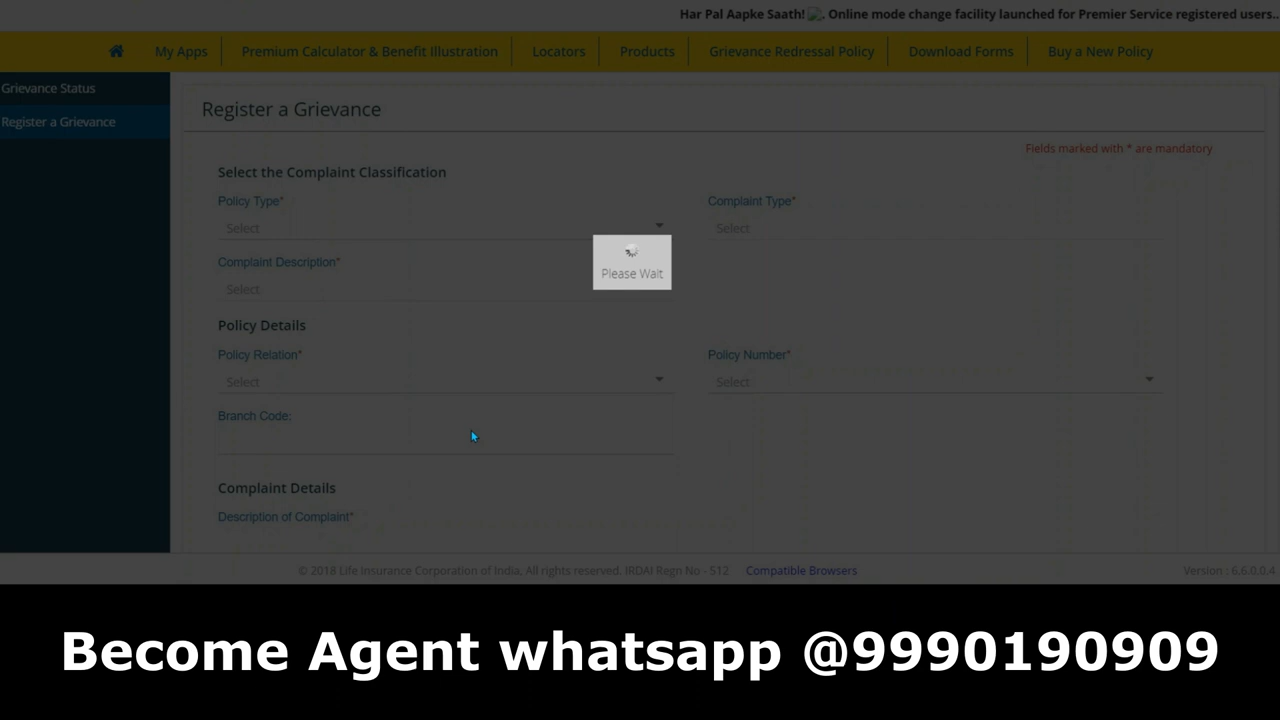 Har Pal Aapke Saath! . Online mode change facility launched for Premier Service registered users..
My Apps Premium Calculator & Benefit Illustration Locators Products Grievance Redressal Policy Download Forms Buy a New Policy
Grievance Status
Register a Grievance
Register a Grievance
Fields marked with * are mandatory
Select the Complaint Classification
Policy Type* Complaint Type*
Select Select
Complaint Description*
Select
Please Wait
Policy Details
Policy Relation* Policy Number*
Select Select
Branch Code:
Complaint Details
Description of Complaint*
© 2018 Life Insurance Corporation of India, All rights reserved. IRDAI Regn No - 512 Compatible Browsers Version : 6.6.0.0.4.
Become Agent whatsapp @9990190909